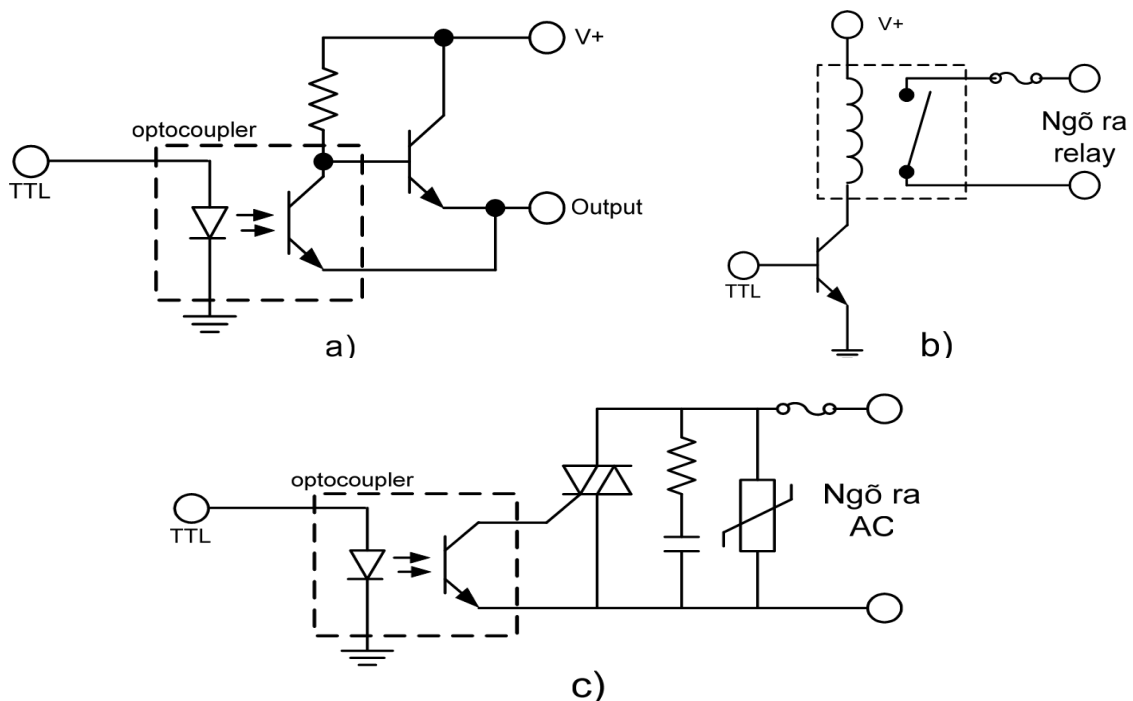 V+
optocoupler
TTL
Output
a)
V+
Ngõ ra
relay
TTL
b)
optocoupler
TTL
Ngõ ra
AC
c)